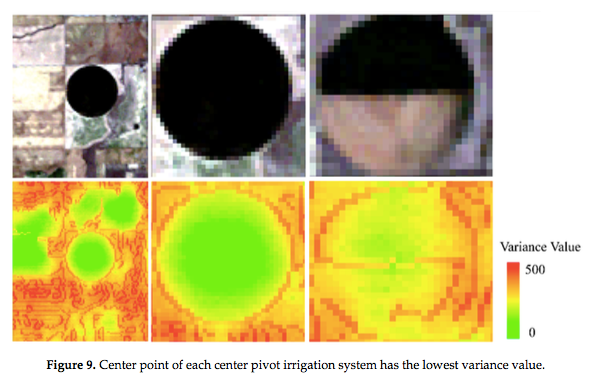 Variance Value
500
0
Figure 9. Center point of each center pivot irrigation system has the lowest variance value.